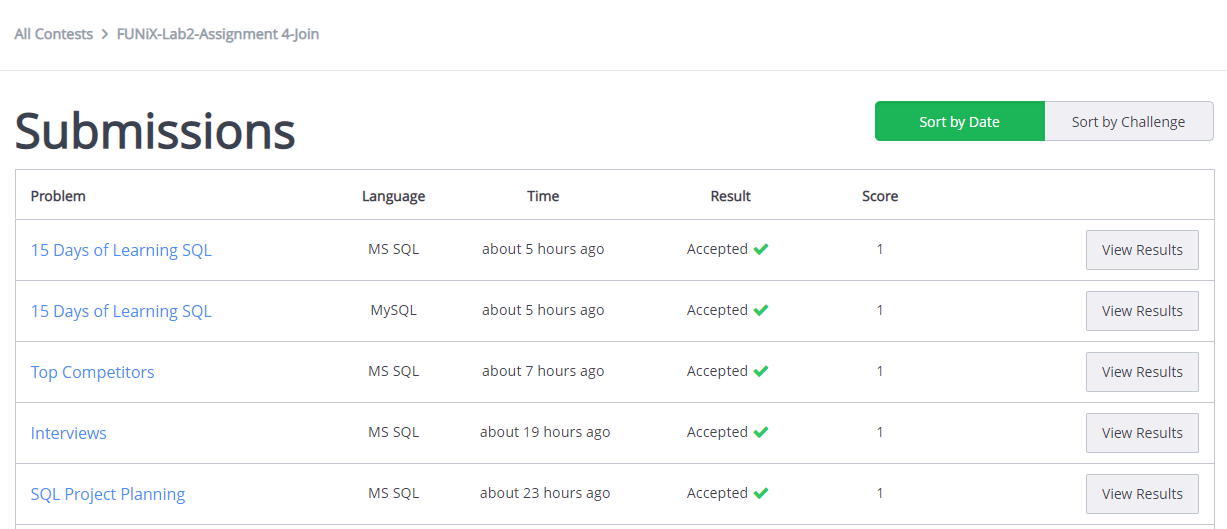 All Contests > FUNiX-Lab2-Assignment 4-Join
Submissions
Sort by Date Sort by Challenge
Problem Language Time Result Score
15 Days of Learning SQL MS SQL about 5 hours ago Accepted 1 View Results
15 Days of Learning SQL MySQL about 5 hours ago Accepted 1 View Results
Top Competitors MS SQL about 7 hours ago Accepted 1 View Results
Interviews MS SQL about 19 hours ago Accepted 1 View Results
SQL Project Planning MS SQL about 23 hours ago Accepted 1 View Results